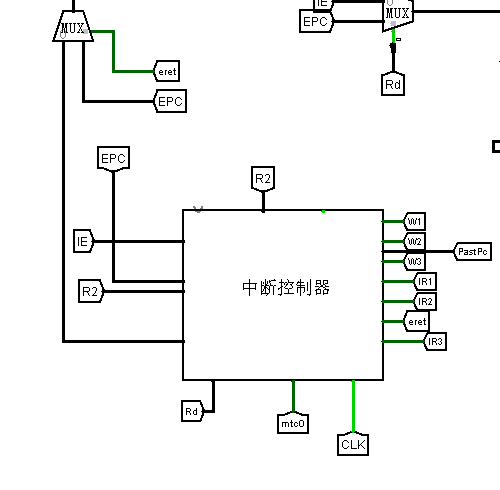 IE
MUX
EPC
MUX
eret
Rd
EPC
EPC
R2
W1
IE
W2
PastPc
W3
IR1
中断控制器
R2
IR2
eret
IR3
Rd
mtc0
CLK